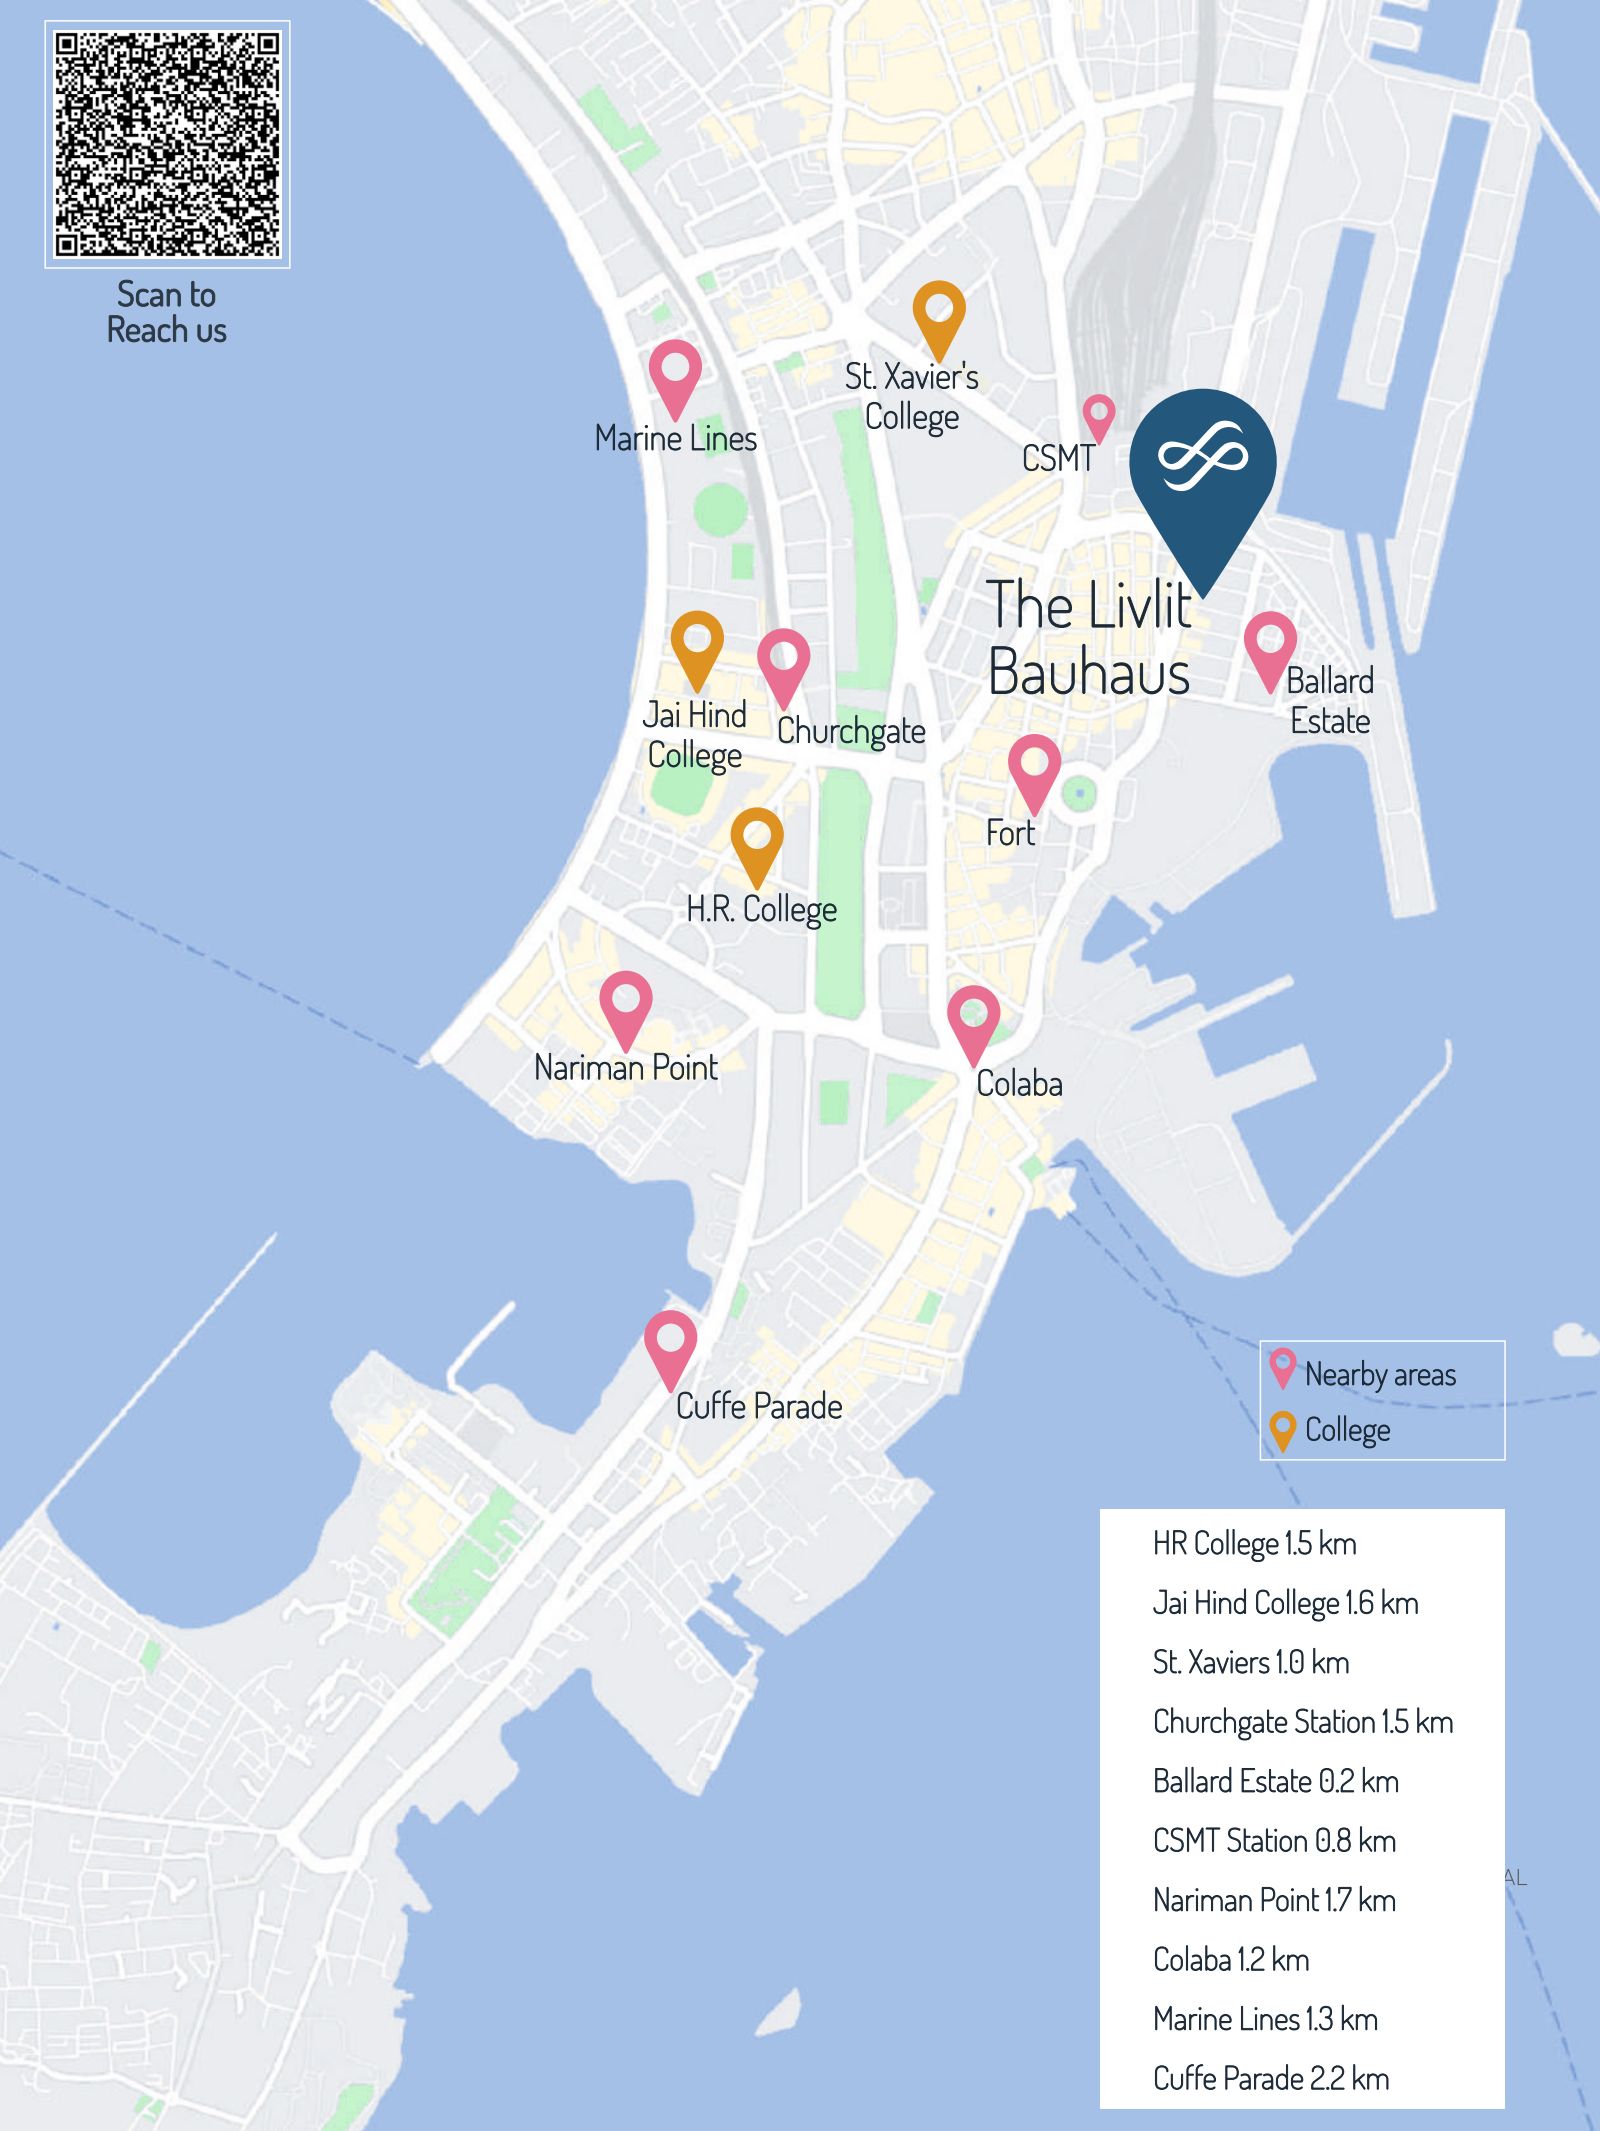 Scan to
Reach us
St. Xavier's
College
Marine Lines
CSMT
The Livlit
Bauhaus
Ballard
Estate
Jai Hind
College
Churchgate
Fort
H.R. College
Nariman Point
Colaba
Cuffe Parade
Nearby areas
College
HR College 1.5 km
Jai Hind College 1.6 km
St. Xaviers 1.0 km
Churchgate Station 1.5 km
Ballard Estate 0.2 km
CSMT Station 0.8 km
AL
Nariman Point 1.7 km
Colaba 1.2 km
Marine Lines 1.3 km
Cuffe Parade 2.2 km